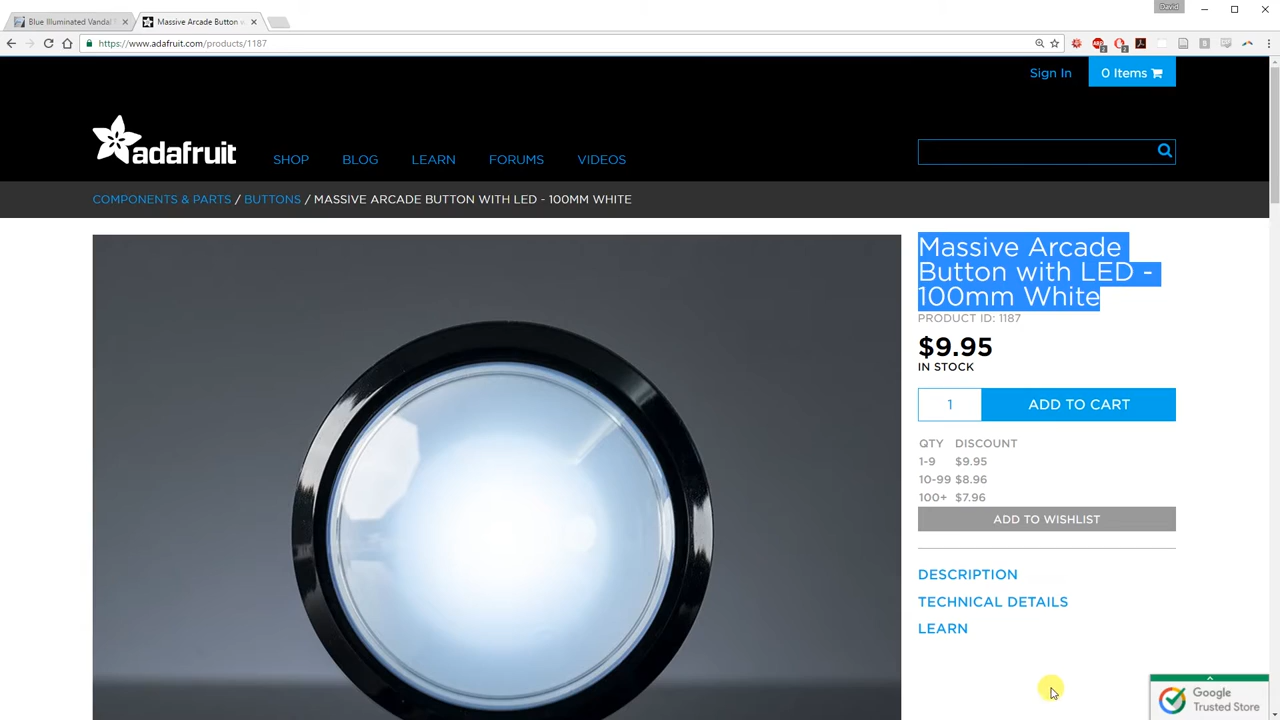 David
Blue Illuminated Vandal
Massive Arcade Button w
https://www.adafruit.com/products/1187
Sign In
0 Items
adafruit
SHOP
BLOG
LEARN
FORUMS
VIDEOS
COMPONENTS & PARTS / BUTTONS / MASSIVE ARCADE BUTTON WITH LED - 100MM WHITE
Massive Arcade
Button with LED -
100mm White
PRODUCT ID: 1187
$9.95
IN STOCK
1
ADD TO CART
QTY DISCOUNT
1-9 $9.95
10-99 $8.96
100+ $7.96
ADD TO WISHLIST
DESCRIPTION
TECHNICAL DETAILS
LEARN
Google
Trusted Store